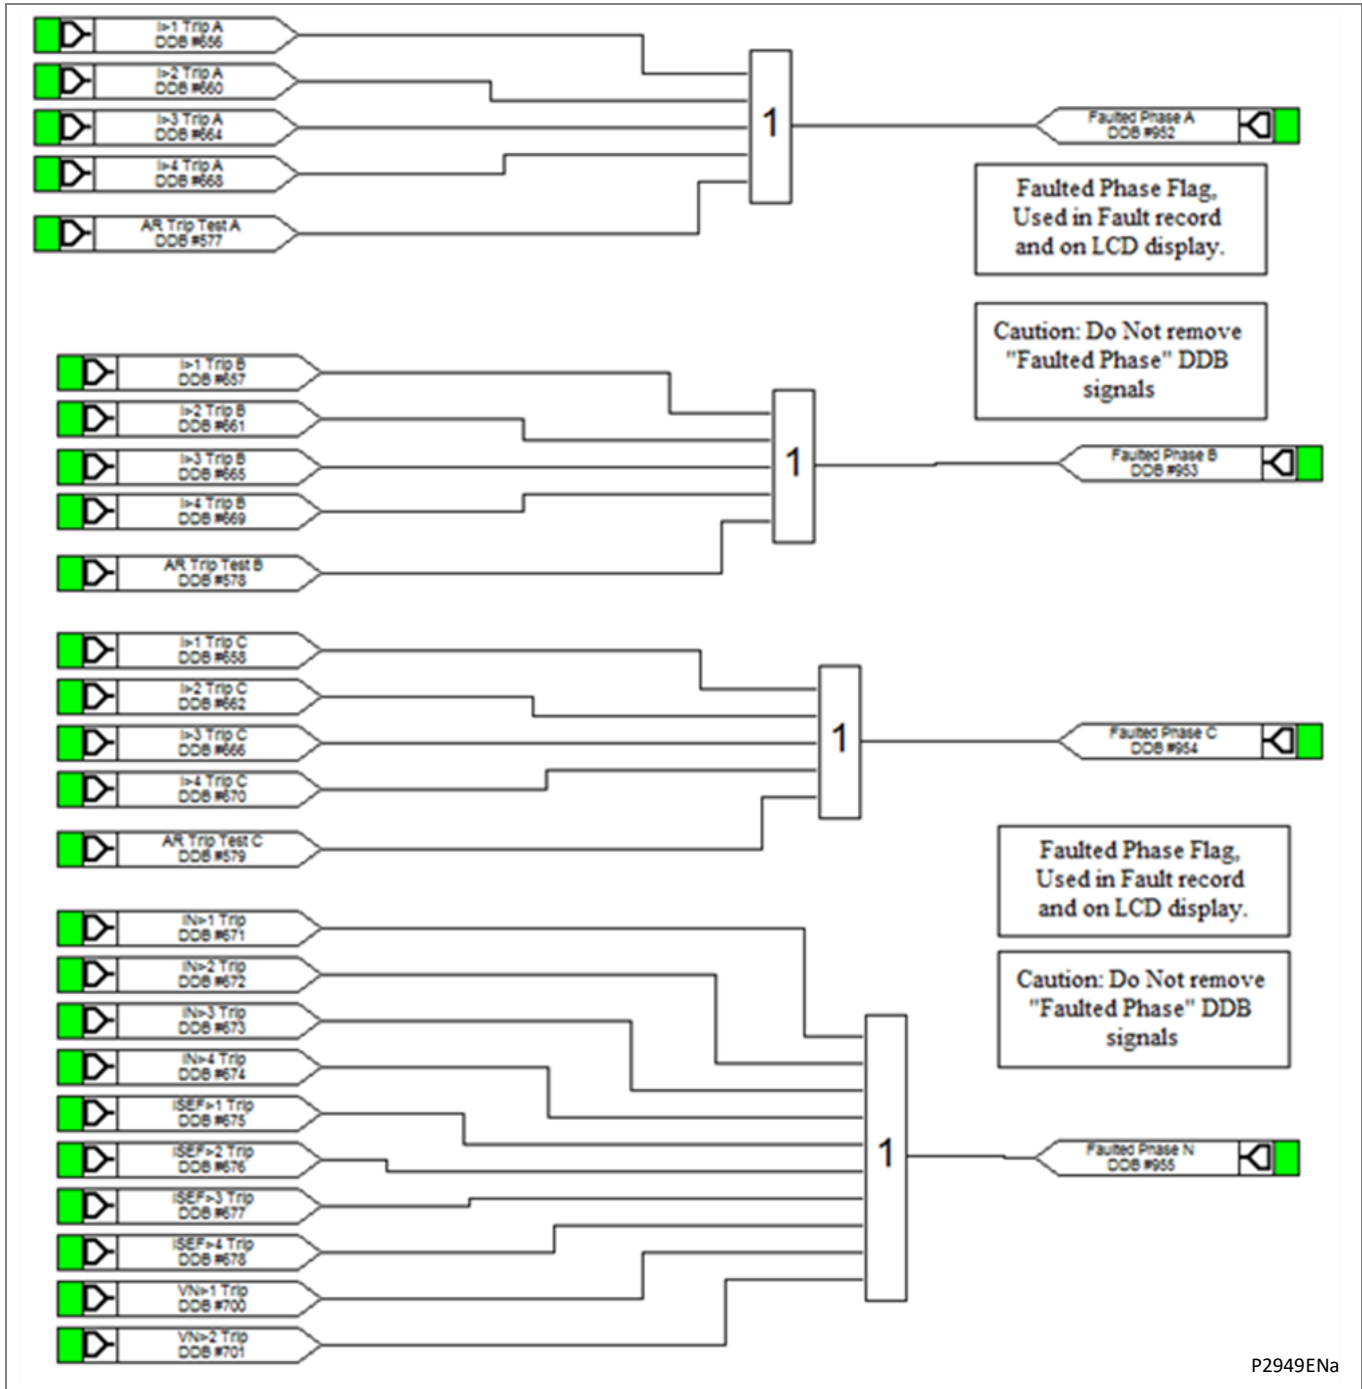 I>1 Trip A
DDB #656
I>2 Trip A
DDB #660
I>3 Trip A
DDB #664
I>4 Trip A
DDB #668
AR Trip Test A
DDB #577
1
Faulted Phase A
DDB #952
Faulted Phase Flag,
Used in Fault record
and on LCD display.
Caution: Do Not remove
"Faulted Phase" DDB
signals
I>1 Trip B
DDB #657
I>2 Trip B
DDB #661
I>3 Trip B
DDB #665
I>4 Trip B
DDB #669
AR Trip Test B
DDB #578
1
Faulted Phase B
DDB #953
I>1 Trip C
DDB #658
I>2 Trip C
DDB #662
I>3 Trip C
DDB #666
I>4 Trip C
DDB #670
AR Trip Test C
DDB #579
1
Faulted Phase C
DDB #954
Faulted Phase Flag,
Used in Fault record
and on LCD display.
Caution: Do Not remove
"Faulted Phase" DDB
signals
IN>1 Trip
DDB #671
IN>2 Trip
DDB #672
IN>3 Trip
DDB #673
IN>4 Trip
DDB #674
ISEF>1 Trip
DDB #675
ISEF>2 Trip
DDB #676
ISEF>3 Trip
DDB #677
ISEF>4 Trip
DDB #678
VN>1 Trip
DDB #700
VN>2 Trip
DDB #701
1
Faulted Phase N
DDB #955
P2949ENa